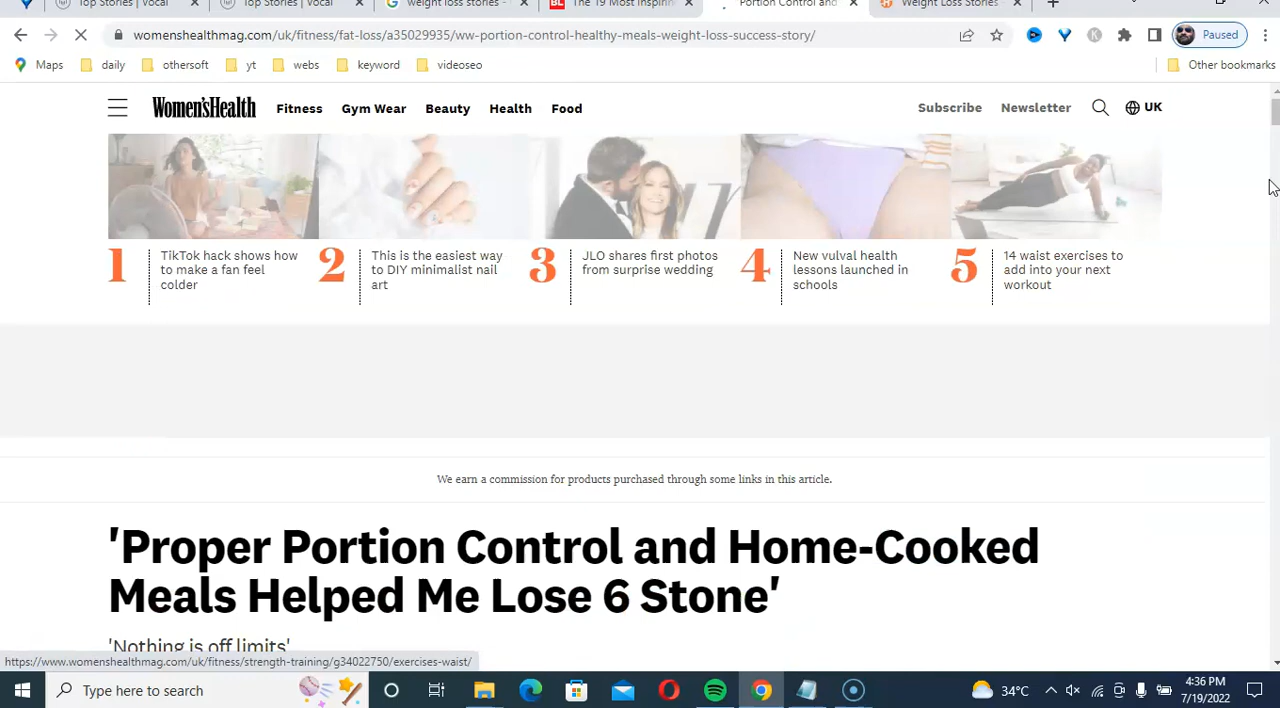 Top Stories | Vocal
Top Stories | Vocal
weight loss stories -
BL The 19 Most Inspirin
Portion Control and
Weight Loss Stories
womenshealthmag.com/uk/fitness/fat-loss/a35029935/ww-portion-control-healthy-meals-weight-loss-success-story/
Paused
Maps daily othersoft yt webs keyword videoseo Other bookmarks
Women'sHealth Fitness Gym Wear Beauty Health Food Subscribe Newsletter UK
1 TikTok hack shows how
to make a fan feel
colder
2 This is the easiest way
to DIY minimalist nail
art
3 JLO shares first photos
from surprise wedding
4 New vulval health
lessons launched in
schools
5 14 waist exercises to
add into your next
workout
We earn a commission for products purchased through some links in this article.
'Proper Portion Control and Home-Cooked
Meals Helped Me Lose 6 Stone'
'Nothing is off limits'
https://www.womenshealthmag.com/uk/fitness/strength-training/g34022750/exercises-waist/
Type here to search
34°C
4:36 PM
7/19/2022